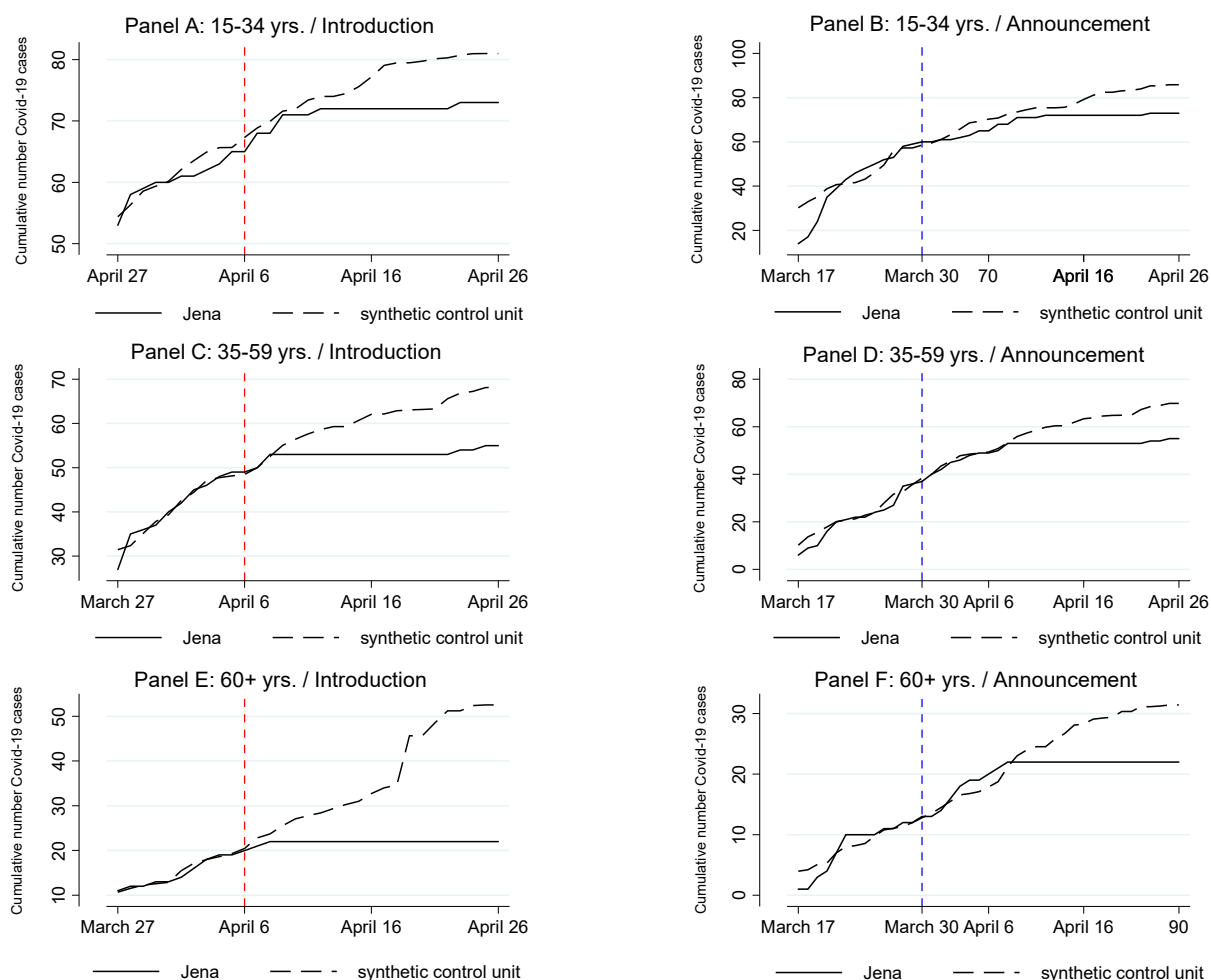 Panel A: 15-34 yrs. / Introduction
Cumulative number Covid-19 cases
80
70
60
50
April 27
April 6
April 16
April 26
Jena
synthetic control unit
Panel B: 15-34 yrs. / Announcement
Cumulative number Covid-19 cases
100
80
60
40
20
March 17
March 30
70
April 16
April 26
Jena
synthetic control unit
Panel C: 35-59 yrs. / Introduction
Cumulative number Covid-19 cases
70
60
50
40
30
March 27
April 6
April 16
April 26
Jena
synthetic control unit
Panel D: 35-59 yrs. / Announcement
Cumulative number Covid-19 cases
80
60
40
20
0
March 17
March 30
April 6
April 16
April 26
Jena
synthetic control unit
Panel E: 60+ yrs. / Introduction
Cumulative number Covid-19 cases
50
40
30
20
10
March 27
April 6
April 16
April 26
Jena
synthetic control unit
Panel F: 60+ yrs. / Announcement
Cumulative number Covid-19 cases
30
20
10
0
March 17
March 30
April 6
April 16
90
Jena
synthetic control unit